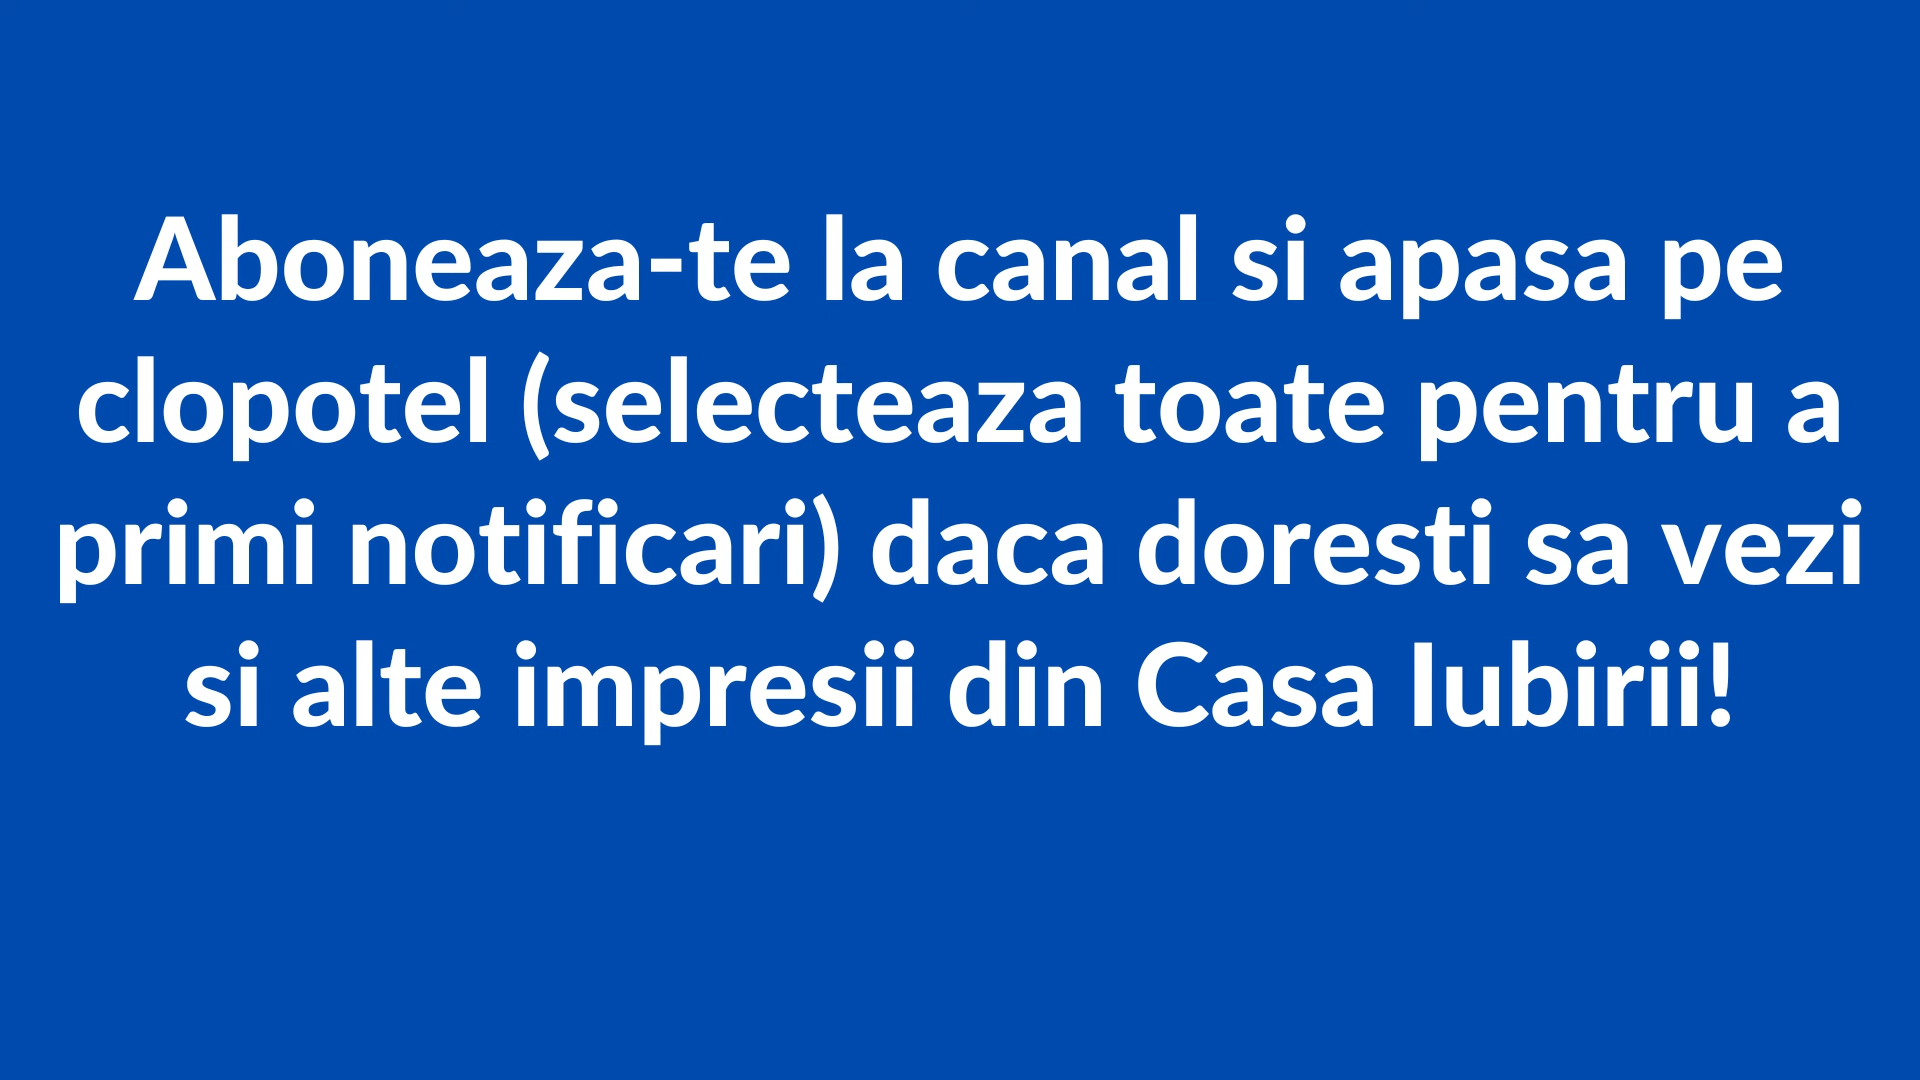 Aboneaza-te la canal si apasa pe
clopotel (selecteaza toate pentru a
primi notificari) daca doresti sa vezi
si alte impresii din Casa Iubirii!